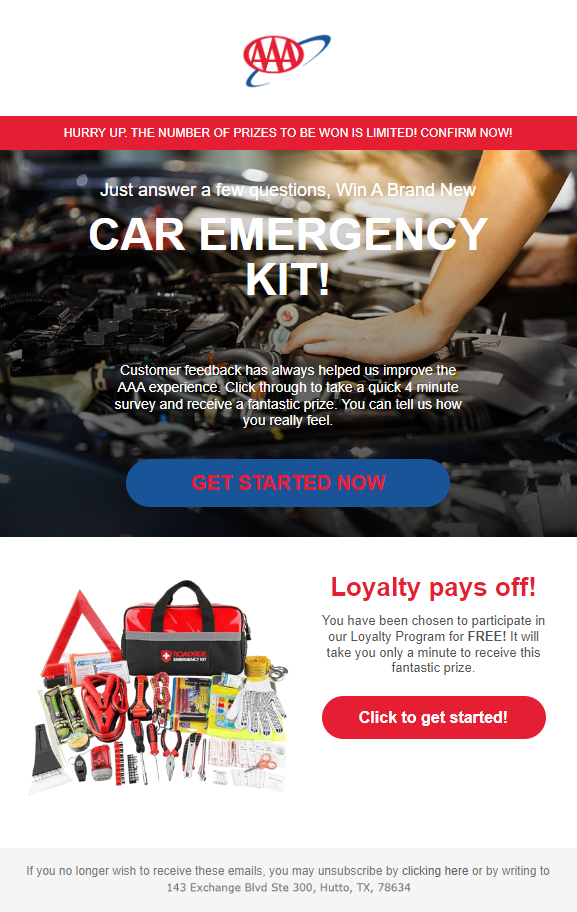 AAA
HURRY UP. THE NUMBER OF PRIZES TO BE WON IS LIMITED! CONFIRM NOW!
Just answer a few questions, Win A Brand New
CAR EMERGENCY
KIT!
Customer feedback has always helped us improve the
AAA experience. Click through to take a quick 4 minute
survey and receive a fantastic prize. You can tell us how
you really feel.
GET STARTED NOW
ROADSIDE
EMERGENCY KIT
Loyalty pays off!
You have been chosen to participate in
our Loyalty Program for FREE! It will
take you only a minute to receive this
fantastic prize.
Click to get started!
If you no longer wish to receive these emails, you may unsubscribe by clicking here or by writing to
143 Exchange Blvd Ste 300, Hutto, TX, 78634